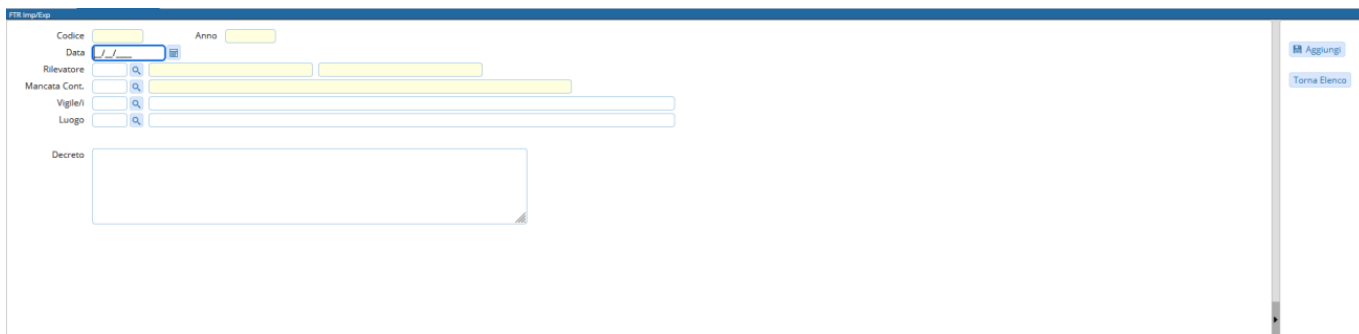 FTR Imp/Exp
Codice Anno
Data __/__/____
Aggiungi
Rilevatore
Mancata Cont.
Torna Elenco
Vigile/i
Luogo
Decreto